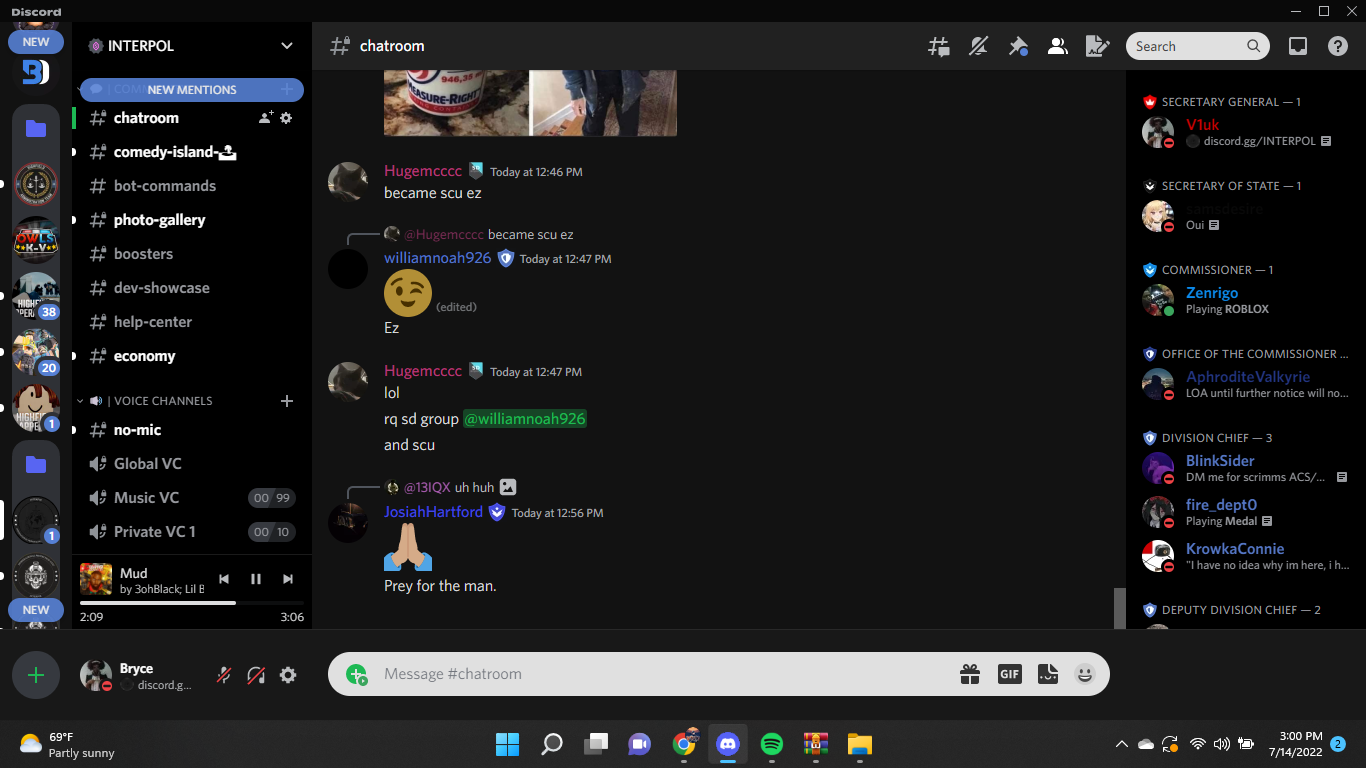 Discord
NEW
38
20
1
1
NEW
INTERPOL
NEW MENTIONS
chatroom
comedy-island-
bot-commands
photo-gallery
boosters
dev-showcase
help-center
economy
| VOICE CHANNELS
no-mic
Global VC
Music VC
00 99
Private VC 1
00 10
Mud
by 3ohBlack; Lil B
2:09
3:06
Bryce
discord.g...
chatroom
Search
946,35
MEASURE-RIGHT
Hugemcccc Today at 12:46 PM
became scu ez
@Hugemcccc became scu ez
williamnoah926 Today at 12:47 PM
(edited)
Ez
Hugemcccc Today at 12:47 PM
lol
rq sd group @williamnoah926
and scu
@13IQX uh huh
JosiahHartford Today at 12:56 PM
Prey for the man.
Message #chatroom
GIF
SECRETARY GENERAL — 1
V1uk
discord.gg/INTERPOL
SECRETARY OF STATE — 1
samsdesire
Oui
COMMISSIONER — 1
Zenrigo
Playing ROBLOX
OFFICE OF THE COMMISSIONER ...
AphroditeValkyrie
LOA until further notice will no...
DIVISION CHIEF — 3
BlinkSider
DM me for scrimms ACS/...
fire_dept0
Playing Medal
KrowkaConnie
"I have no idea why im here, i h...
DEPUTY DIVISION CHIEF — 2
69°F
Partly sunny
3:00 PM
7/14/2022
2